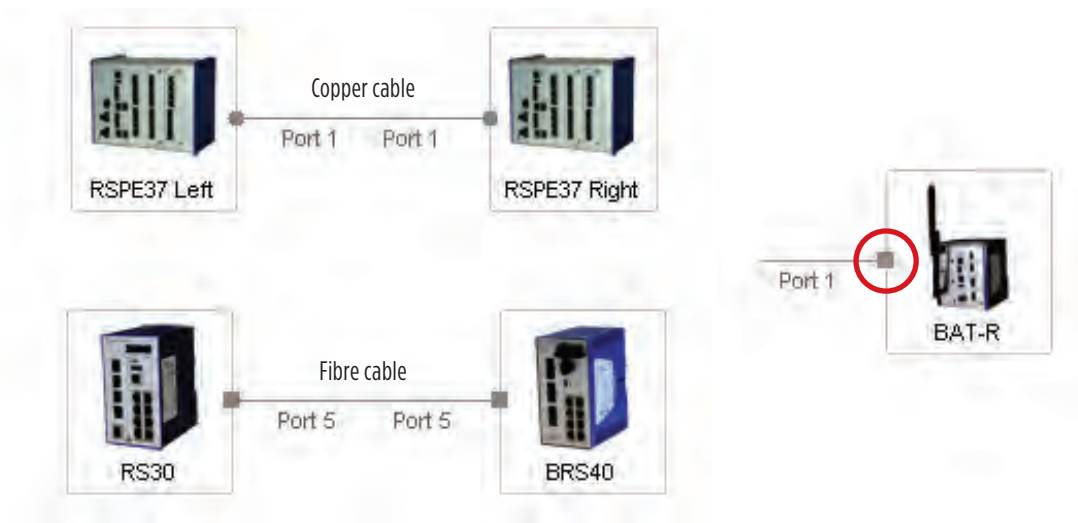 Copper cable
Port 1 Port 1
RSPE37 Left
RSPE37 Right
Port 1
BAT-R
Fibre cable
Port 5 Port 5
RS30
BRS40